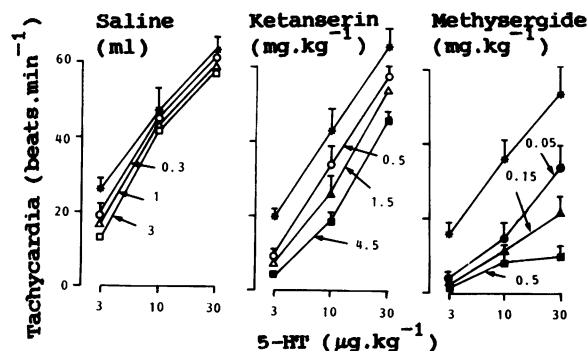 Saline
(ml)
Ketanserin
(mg.kg⁻¹)
Methysergide
(mg.kg⁻¹)
Tachycardia (beats.min⁻¹)
60
40
20
0
0.3
1
3
0.5
1.5
4.5
0.05
0.15
0.5
3 10 30
3 10 30
3 10 30
5-HT (µg.kg⁻¹)